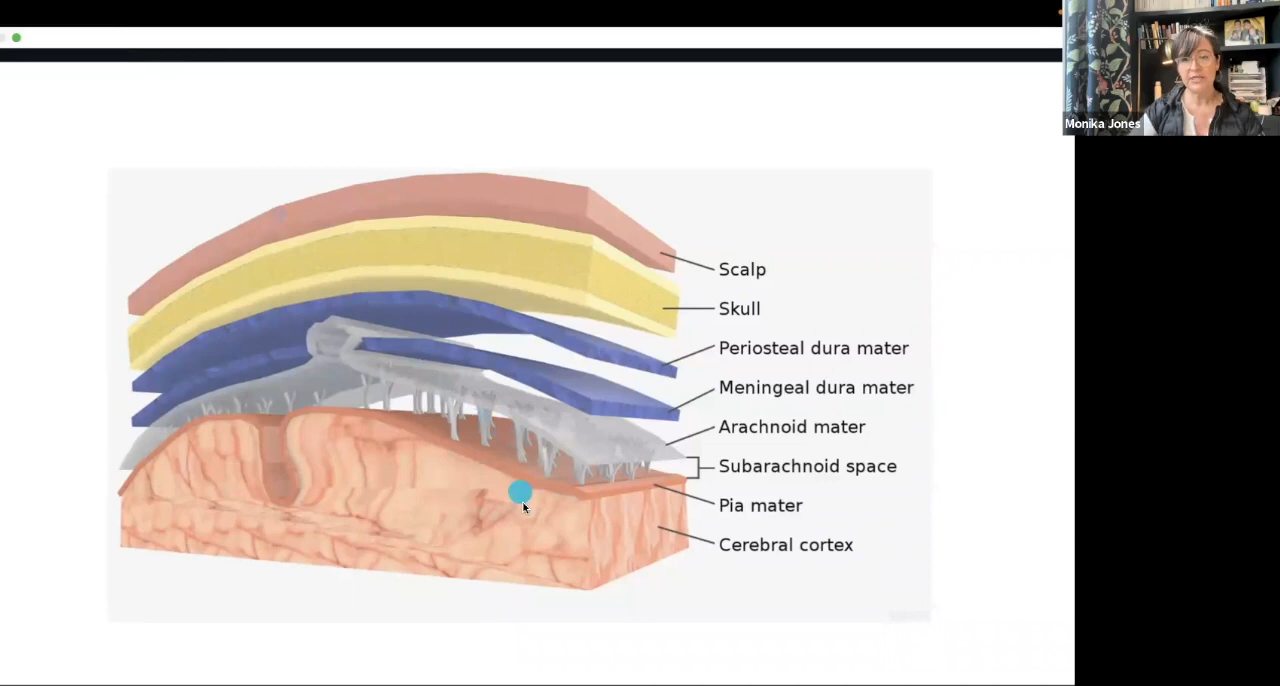 Monika Jones
Scalp
Skull
Periosteal dura mater
Meningeal dura mater
Arachnoid mater
Subarachnoid space
Pia mater
Cerebral cortex